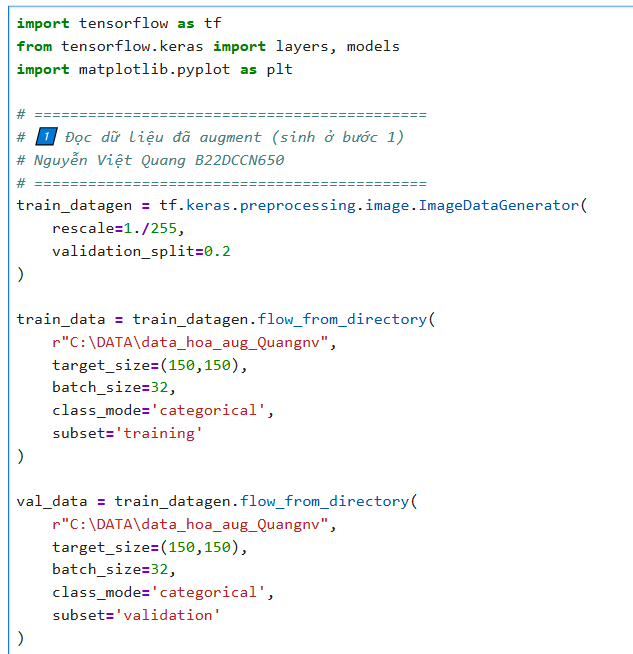 import tensorflow as tf
from tensorflow.keras import layers, models
import matplotlib.pyplot as plt
# ============================================
# 1️⃣ Đọc dữ liệu đã augment (sinh ở bước 1)
# Nguyễn Việt Quang B22DCCN650
# ============================================
train_datagen = tf.keras.preprocessing.image.ImageDataGenerator(
    rescale=1./255,
    validation_split=0.2
)
train_data = train_datagen.flow_from_directory(
    r"C:\DATA\data_hoa_aug_Quangnv",
    target_size=(150,150),
    batch_size=32,
    class_mode='categorical',
    subset='training'
)
val_data = train_datagen.flow_from_directory(
    r"C:\DATA\data_hoa_aug_Quangnv",
    target_size=(150,150),
    batch_size=32,
    class_mode='categorical',
    subset='validation'
)